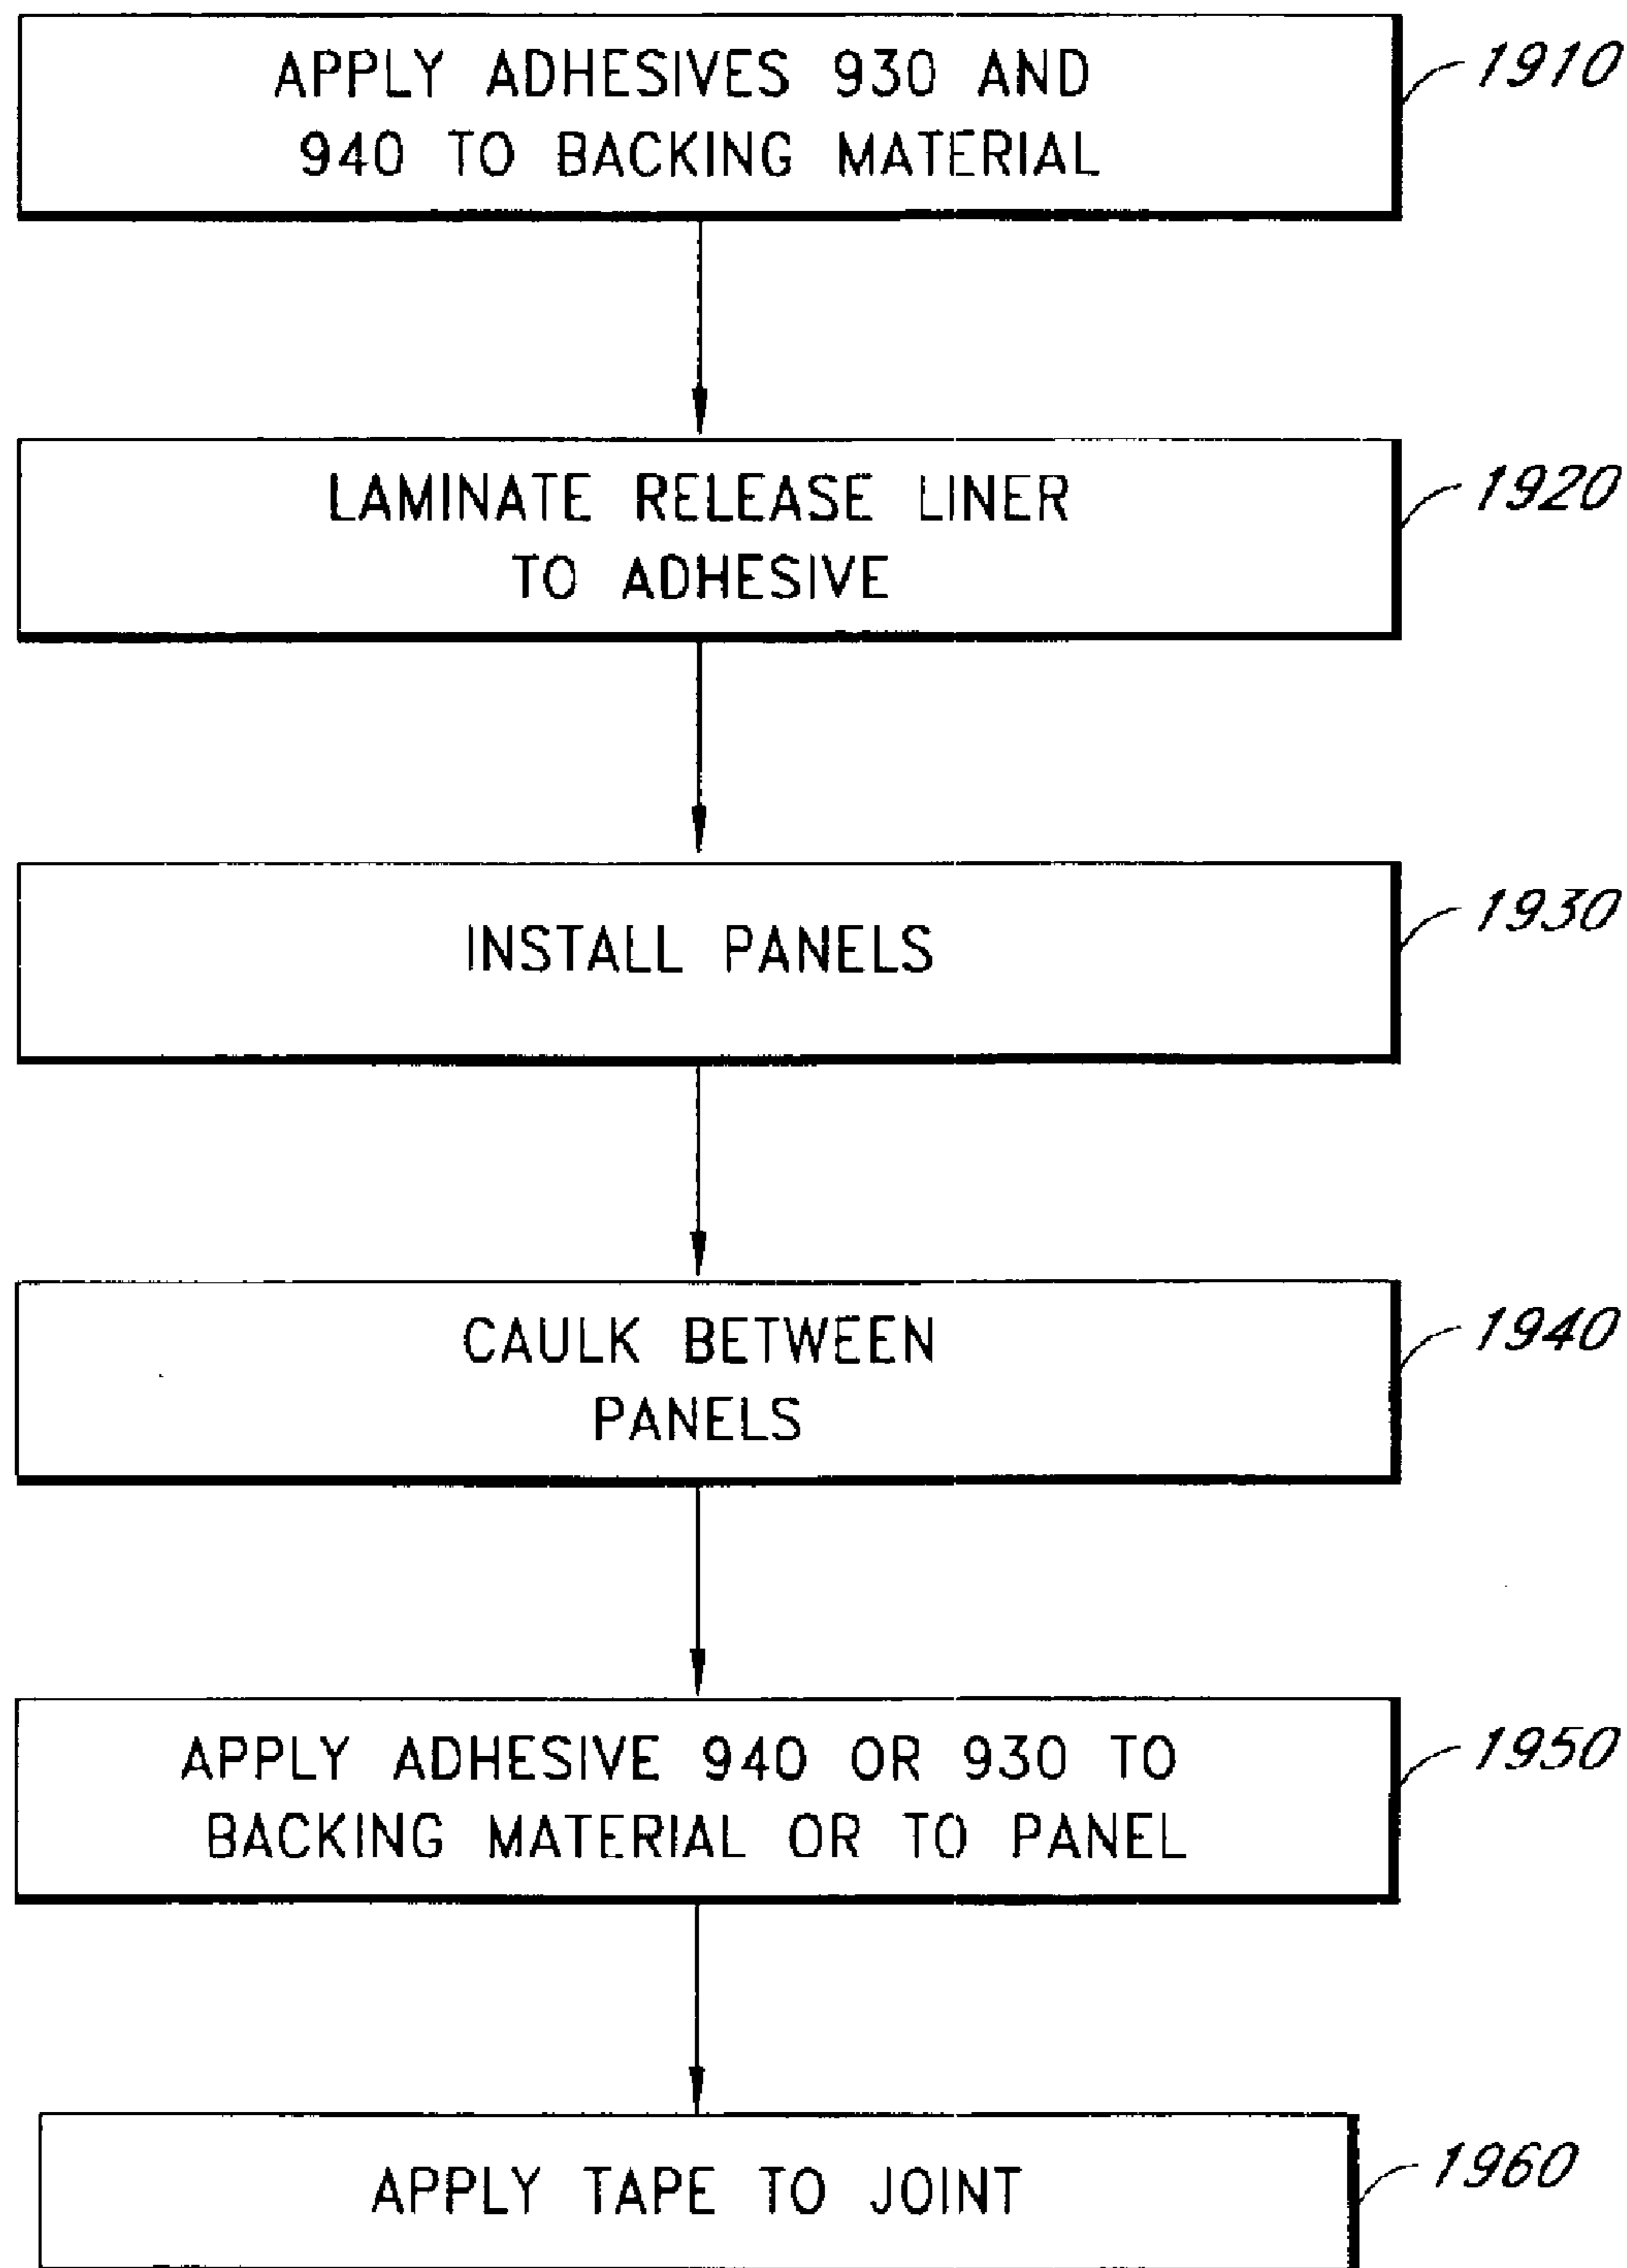 APPLY ADHESIVES 930 AND
940 TO BACKING MATERIAL
1910
LAMINATE RELEASE LINER
TO ADHESIVE
1920
INSTALL PANELS
1930
CAULK BETWEEN
PANELS
1940
APPLY ADHESIVE 940 OR 930 TO
BACKING MATERIAL OR TO PANEL
1950
APPLY TAPE TO JOINT
1960